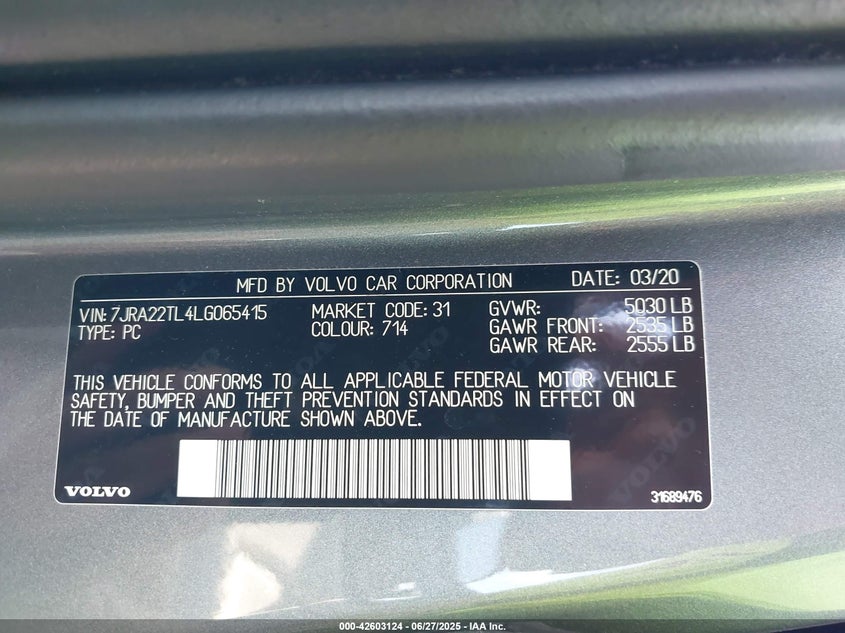 MFD BY VOLVO CAR CORPORATION DATE: 03/20
VIN: 7JRA22TL4LG065415 MARKET CODE: 31 GVWR: 5030 LB
TYPE: PC COLOUR: 714 GAWR FRONT: 2535 LB
GAWR REAR: 2555 LB
THIS VEHICLE CONFORMS TO ALL APPLICABLE FEDERAL MOTOR VEHICLE
SAFETY, BUMPER AND THEFT PREVENTION STANDARDS IN EFFECT ON
THE DATE OF MANUFACTURE SHOWN ABOVE.
VOLVO 31689476
000-42603124 - 06/27/2025 - IAA Inc.